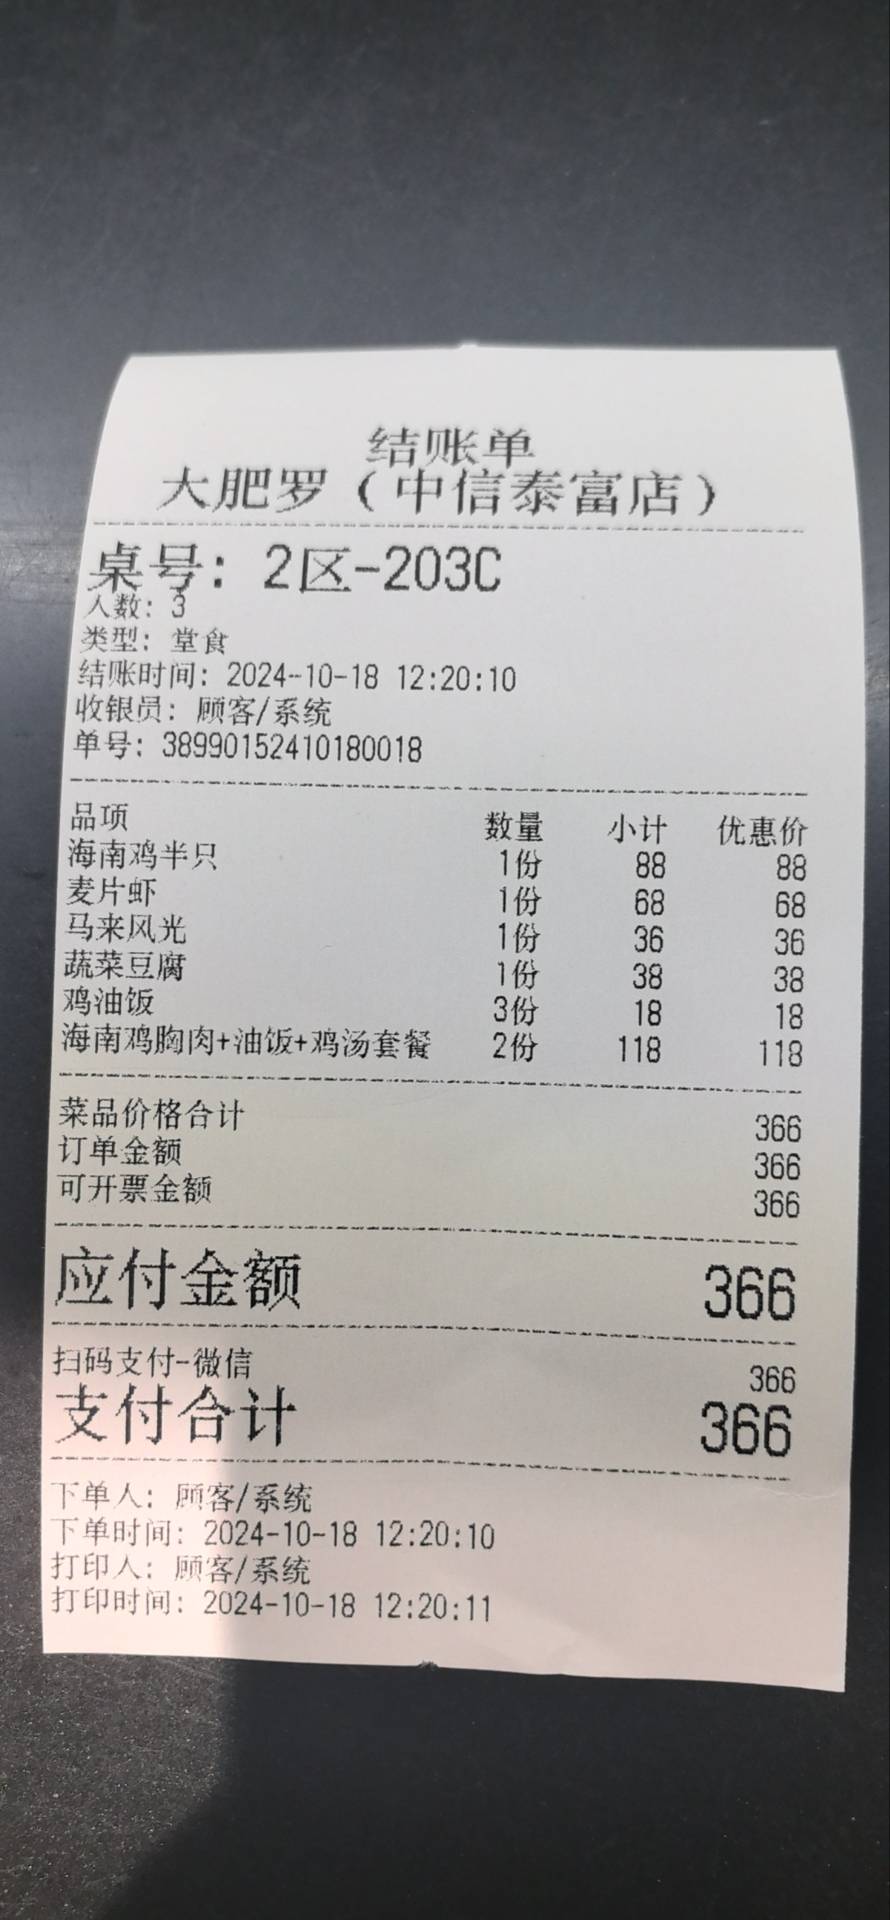 结账单
大肥罗（中信泰富店）
桌号：2区-203C
人数：3
类型：堂食
结账时间：2024-10-18 12:20:10
收银员：顾客/系统
单号：38990152410180018
品项 数量 小计 优惠价
海南鸡半只 1份 88 88
麦片虾 1份 68 68
马来风光 1份 36 36
蔬菜豆腐 1份 38 38
鸡油饭 3份 18 18
海南鸡胸肉+油饭+鸡汤套餐 2份 118 118
菜品价格合计 366
订单金额 366
可开票金额 366
应付金额 366
扫码支付-微信 366
支付合计 366
下单人：顾客/系统
下单时间：2024-10-18 12:20:10
打印人：顾客/系统
打印时间：2024-10-18 12:20:11